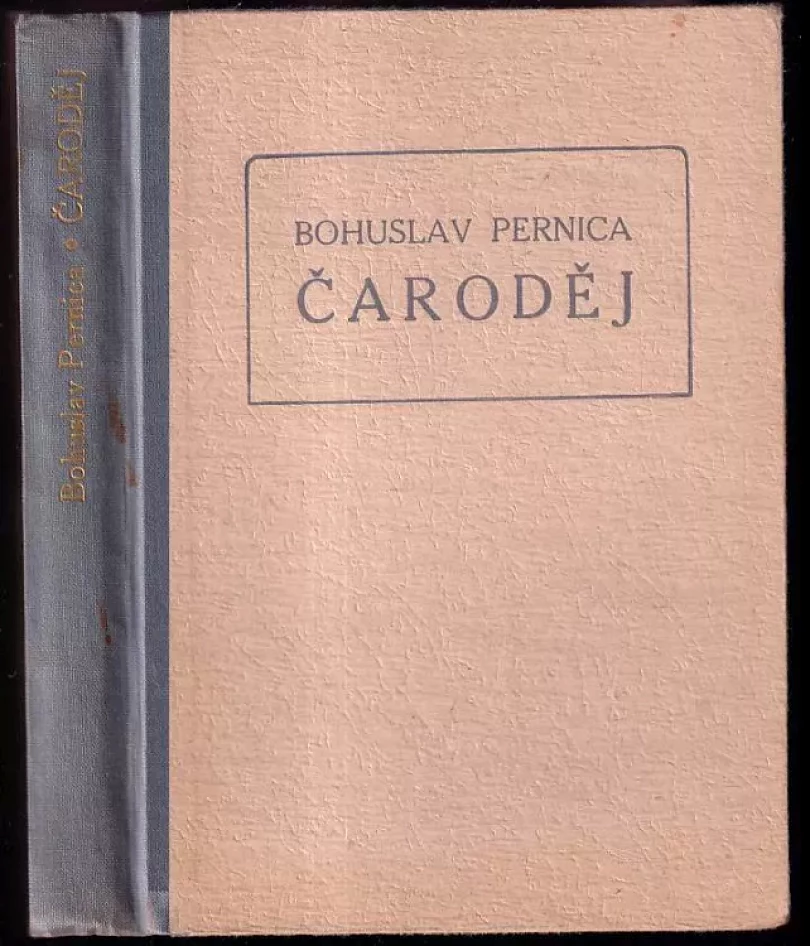 Bohuslav Pernica • ČARODĚJ
BOHUSLAV PERNICA
ČARODĚJ